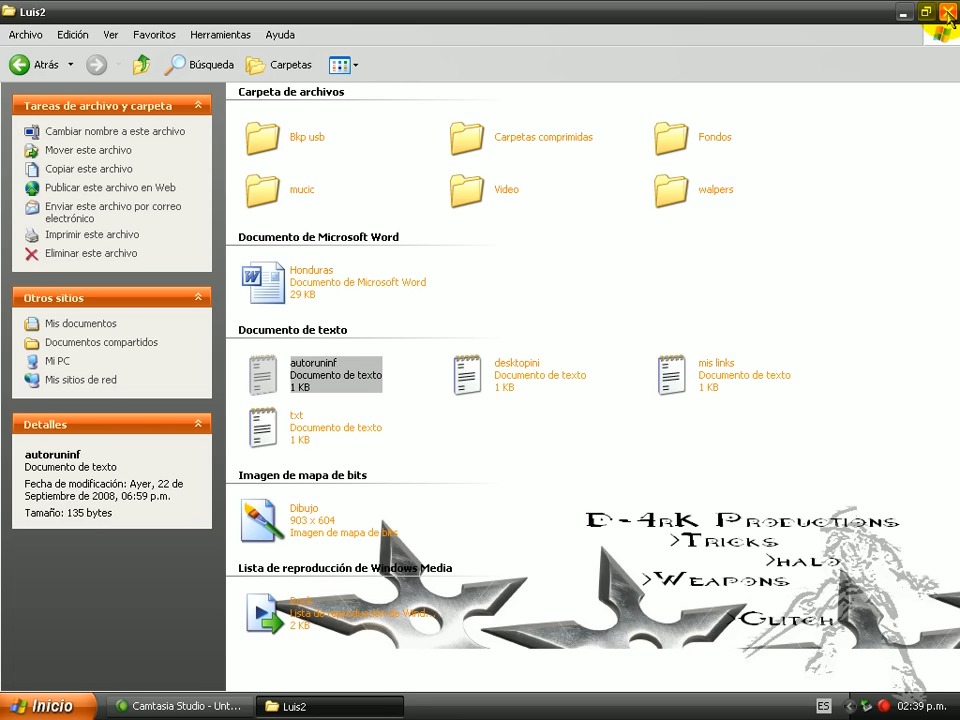 Luis2
Archivo Edición Ver Favoritos Herramientas Ayuda
Atrás Búsqueda Carpetas
Tareas de archivo y carpeta
Cambiar nombre a este archivo
Mover este archivo
Copiar este archivo
Publicar este archivo en Web
Enviar este archivo por correo
electrónico
Imprimir este archivo
Eliminar este archivo
Otros sitios
Mis documentos
Documentos compartidos
Mi PC
Mis sitios de red
Detalles
autoruninf
Documento de texto
Fecha de modificación: Ayer, 22 de
Septiembre de 2008, 06:59 p.m.
Tamaño: 135 bytes
Carpeta de archivos
Bkp usb
Carpetas comprimidas
Fondos
mucic
Video
walpers
Documento de Microsoft Word
Honduras
Documento de Microsoft Word
29 KB
Documento de texto
autoruninf
Documento de texto
1 KB
desktopini
Documento de texto
1 KB
mis links
Documento de texto
1 KB
txt
Documento de texto
1 KB
Imagen de mapa de bits
Dibujo
903 x 604
Imagen de mapa de bits
Lista de reproducción de Windows Media
Lista de reproducción de Wind...
2 KB
D-4rK Productions
>Tricks
>halo
>Weapons
>Glitch
Inicio
Camtasia Studio - Unt...
Luis2
ES
02:39 p.m.